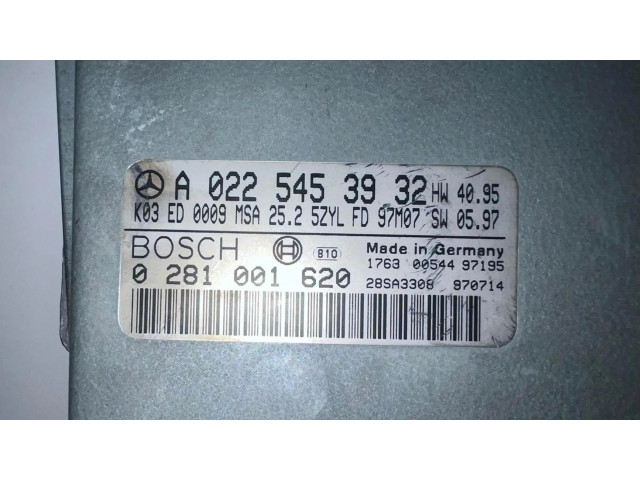 A 022 545 39 32 HW 40.95
K03 ED 0009 MSA 25.2 5ZYL FD 97M07 SW 05.97
BOSCH 810 Made in Germany
1763 00544 97195
0 281 001 620
28SA3308 970714